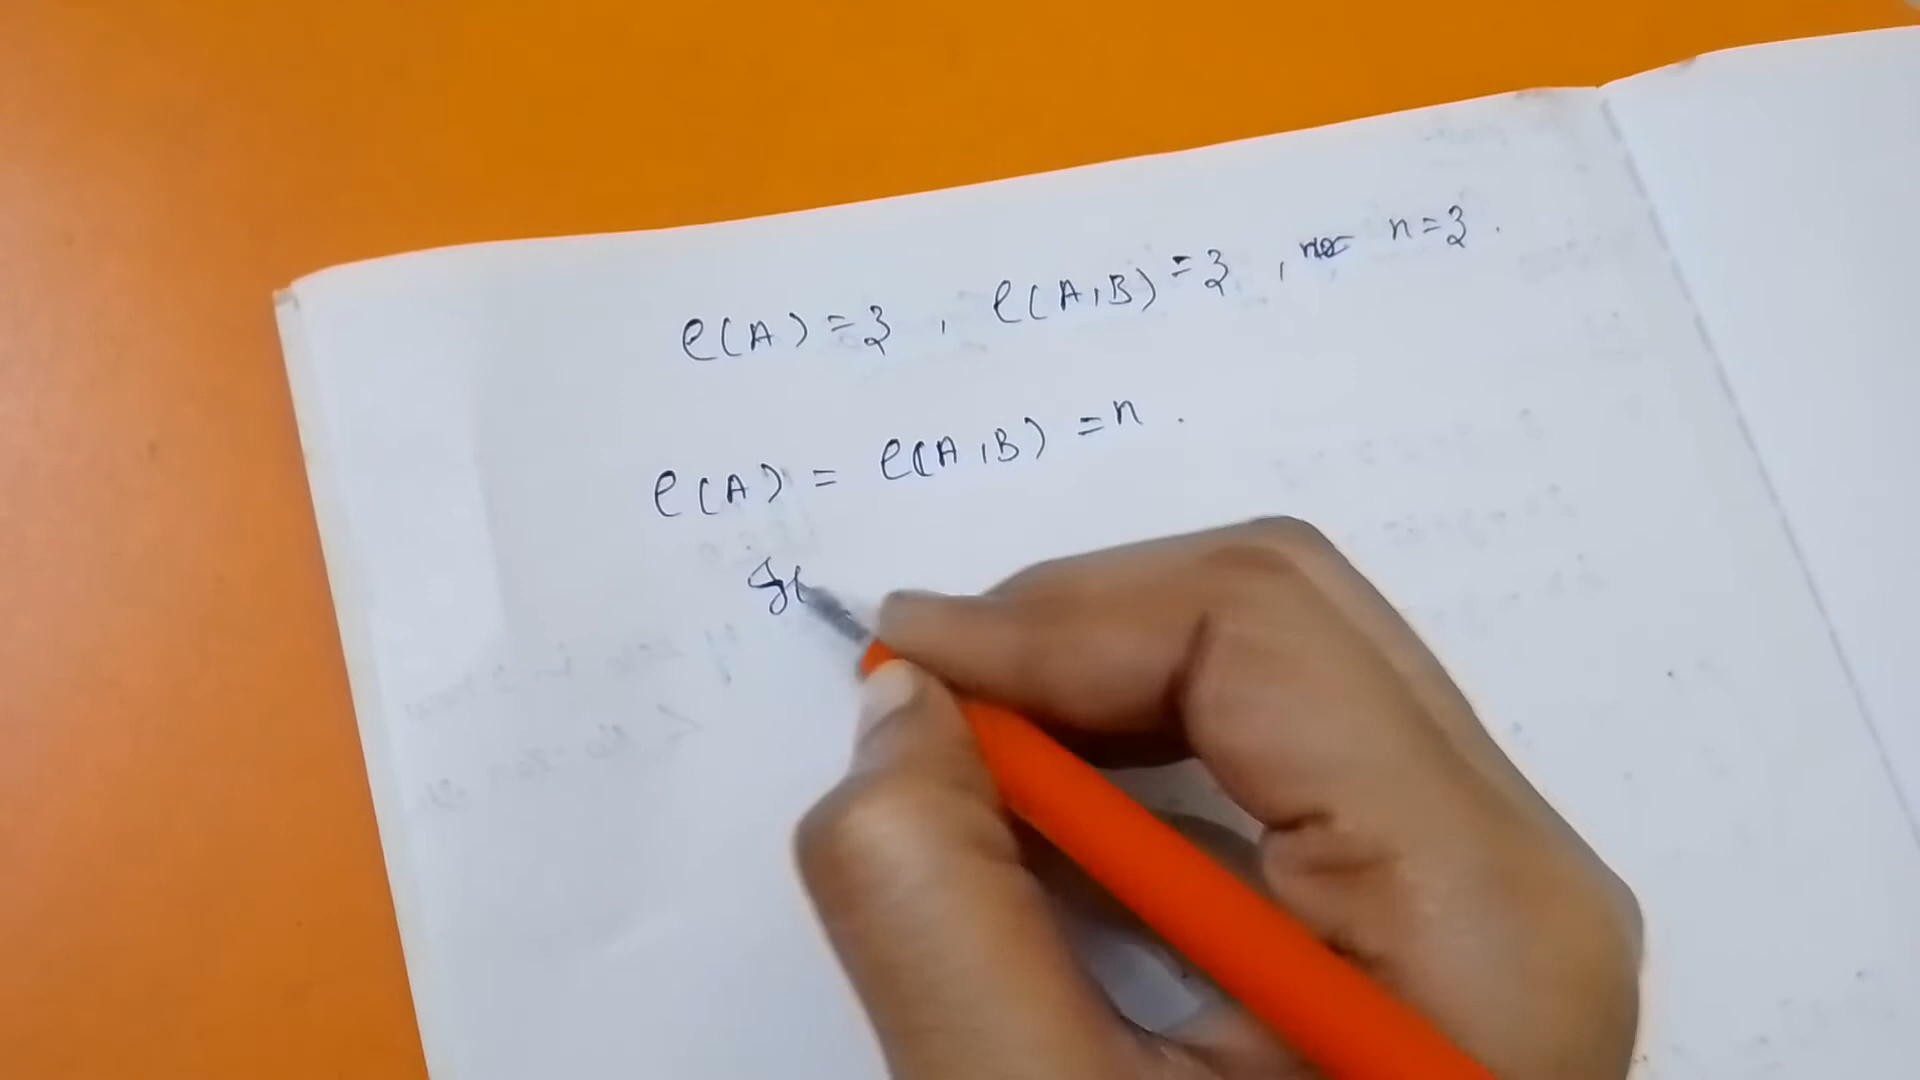 ρ(A) = 3, ρ(A,B) = 3, n = 3.
ρ(A) = ρ(A,B) = n.